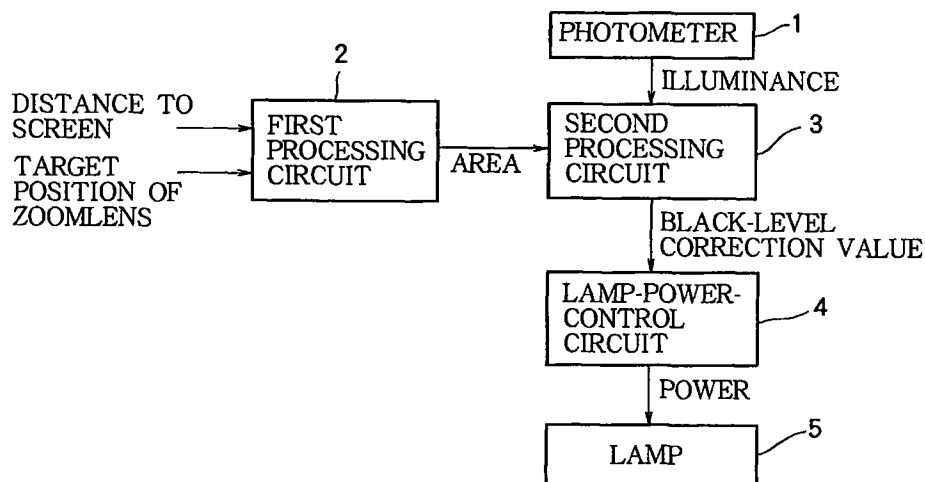 PHOTOMETER
1
ILLUMINANCE
2
DISTANCE TO
SCREEN
TARGET
POSITION OF
ZOOMLENS
FIRST
PROCESSING
CIRCUIT
AREA
SECOND
PROCESSING
CIRCUIT
3
BLACK-LEVEL
CORRECTION VALUE
LAMP-POWER-
CONTROL
CIRCUIT
4
POWER
LAMP
5